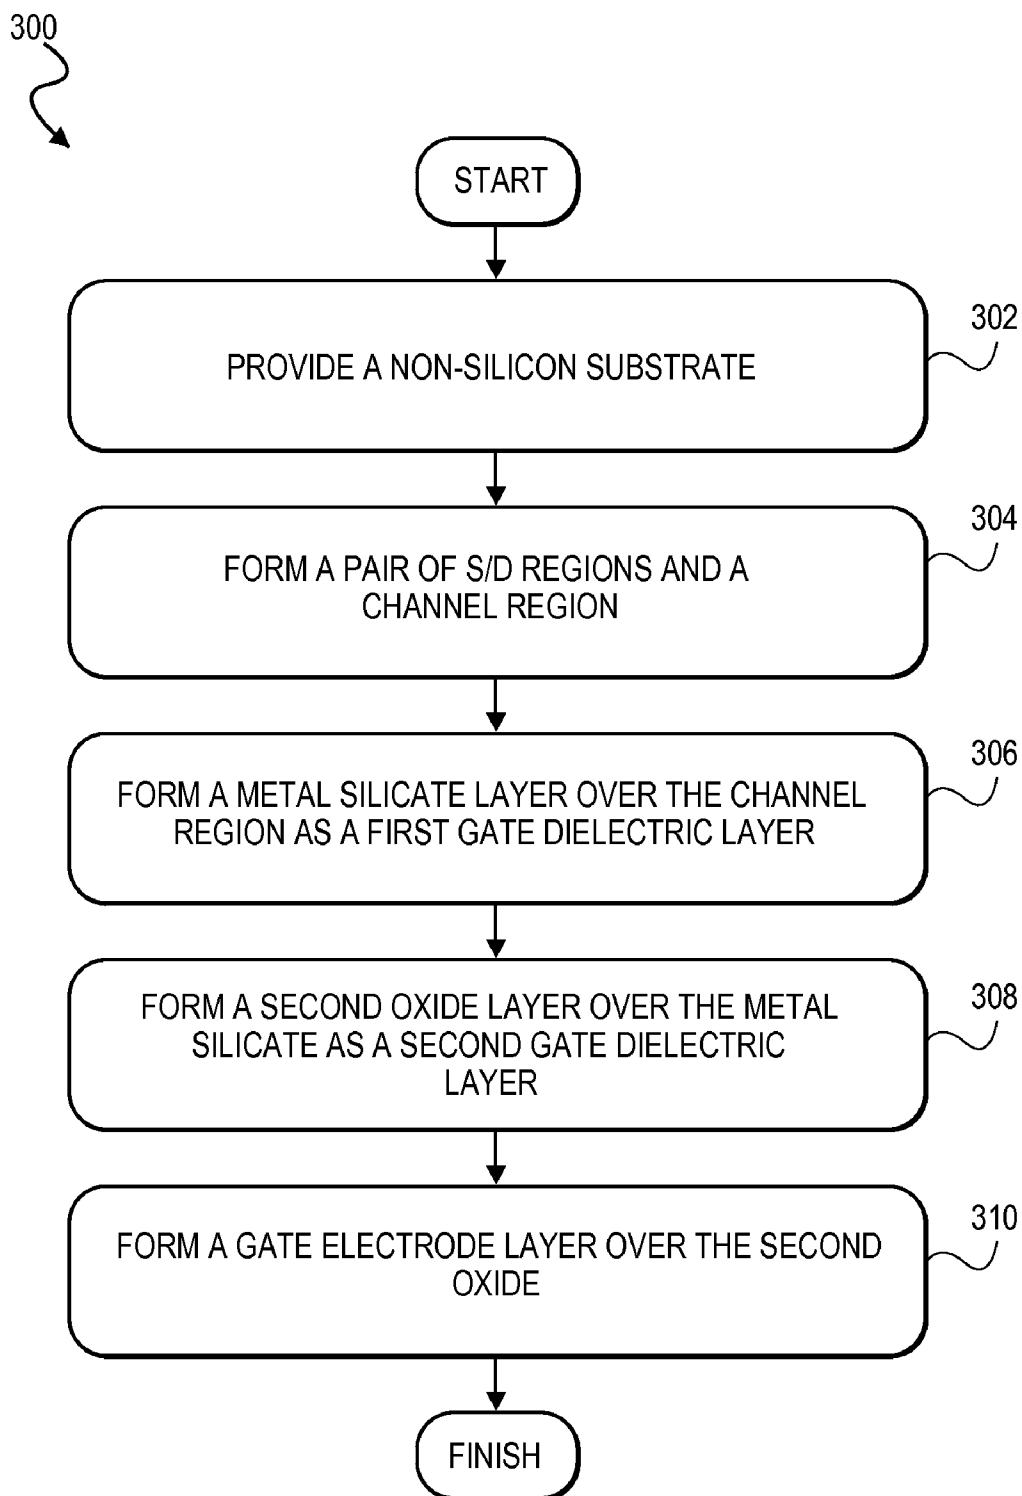 300
START
302
PROVIDE A NON-SILICON SUBSTRATE
304
FORM A PAIR OF S/D REGIONS AND A
CHANNEL REGION
306
FORM A METAL SILICATE LAYER OVER THE CHANNEL
REGION AS A FIRST GATE DIELECTRIC LAYER
308
FORM A SECOND OXIDE LAYER OVER THE METAL
SILICATE AS A SECOND GATE DIELECTRIC
LAYER
310
FORM A GATE ELECTRODE LAYER OVER THE SECOND
OXIDE
FINISH